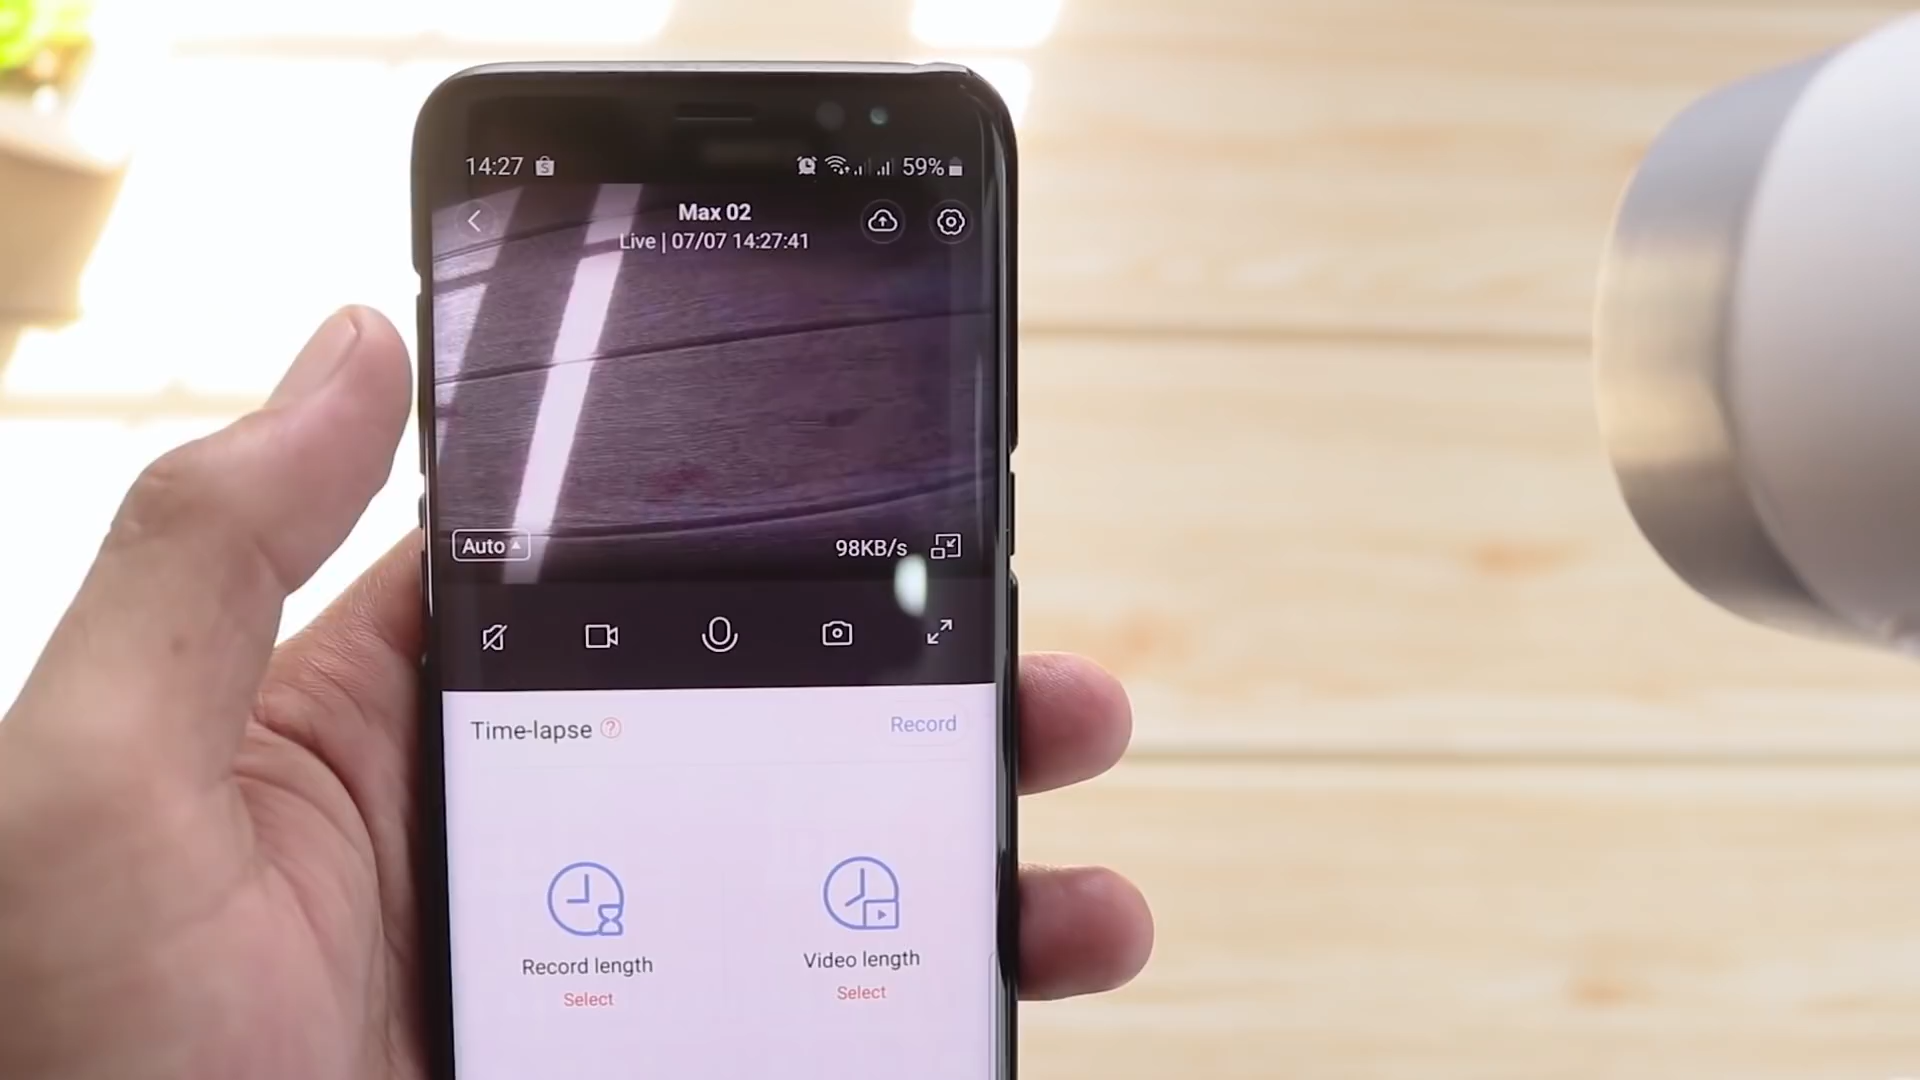 14:27 59%
Max 02
Live | 07/07 14:27:41
Auto 98KB/s
Time-lapse ? Record
Record length Video length
Select Select